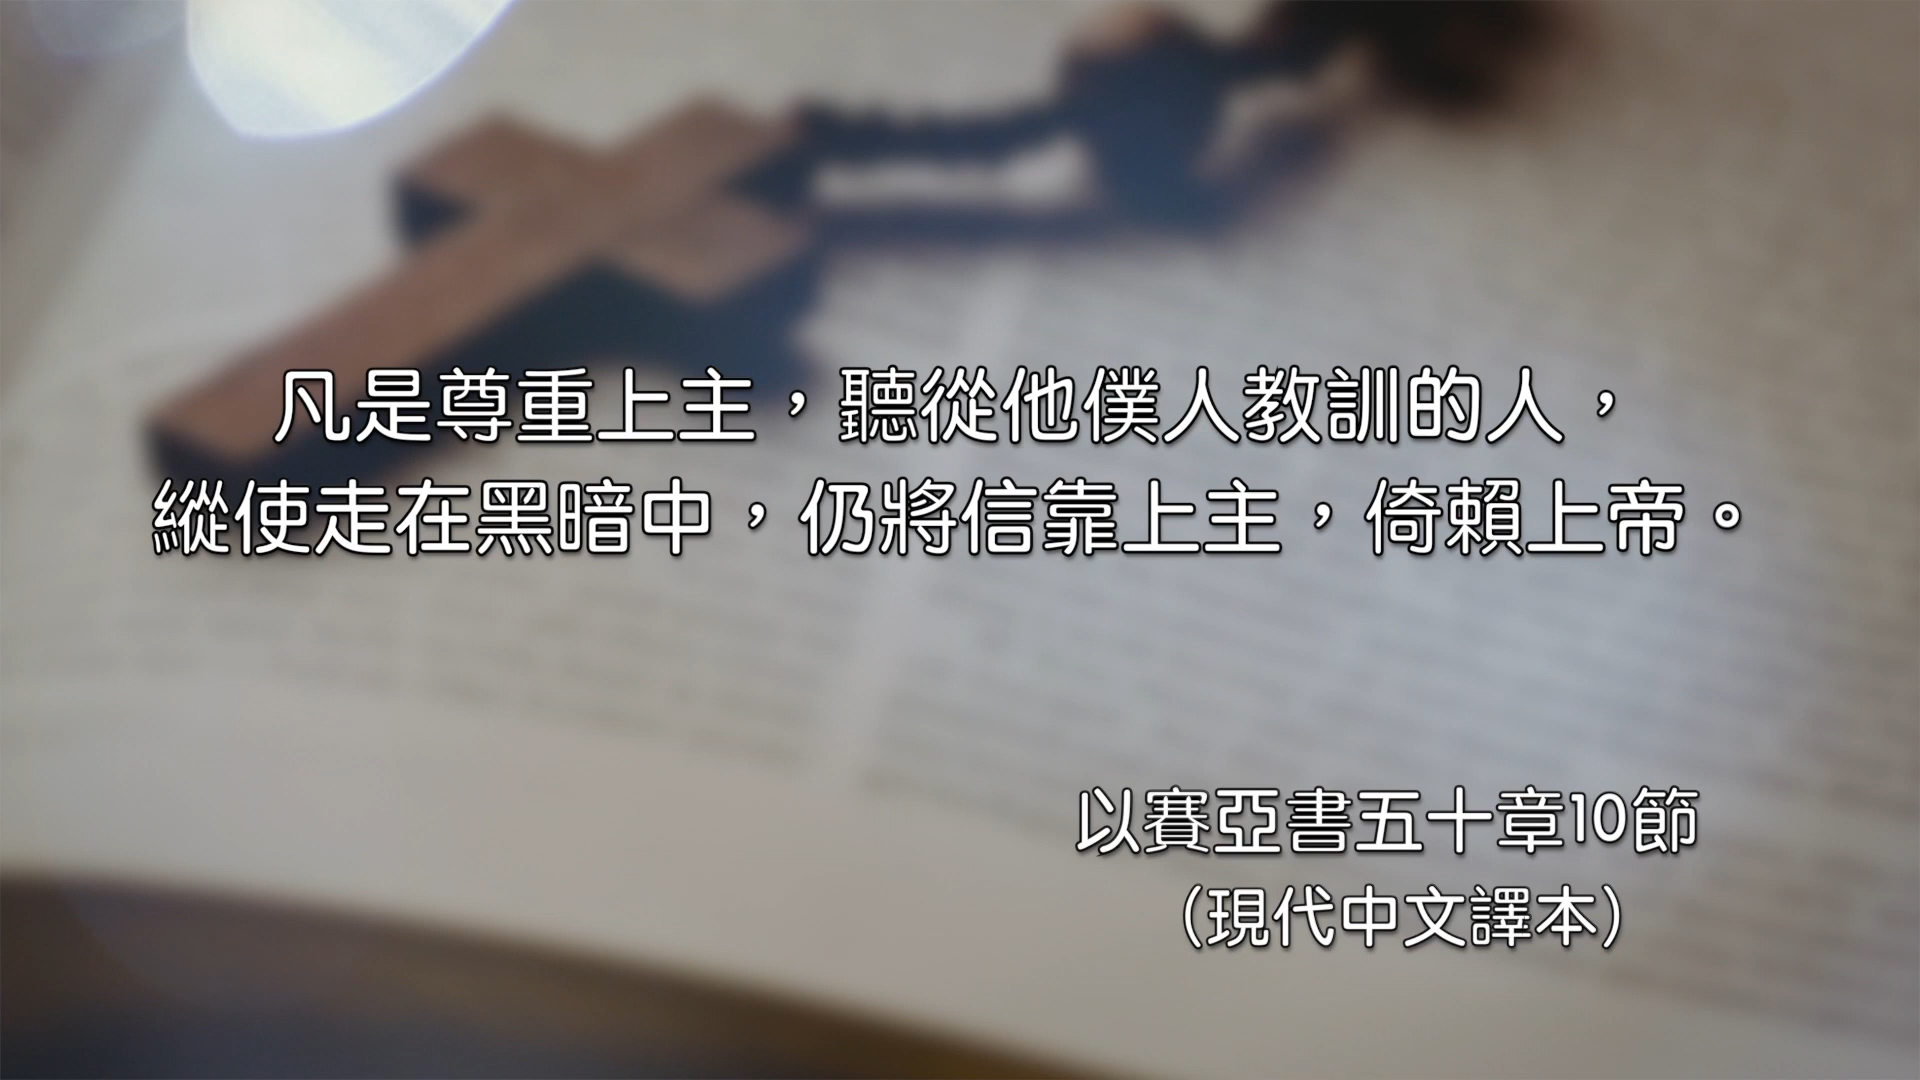 凡是尊重上主，聽從他僕人教訓的人，
縱使走在黑暗中，仍將信靠上主，倚賴上帝。
以賽亞書五十章10節
（現代中文譯本）